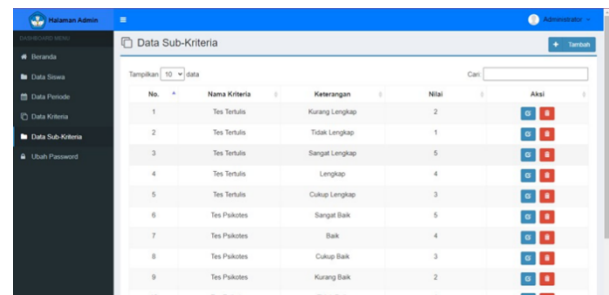 Halaman Admin
Administrator
DASHBOARD MENU
Beranda
Data Siswa
Data Periode
Data Kriteria
Data Sub-Kriteria
Ubah Password
Data Sub-Kriteria
+ Tambah
Tampilkan 10 data
Cari:
No. Nama Kriteria Keterangan Nilai Aksi
1 Tes Tertulis Kurang Lengkap 2
2 Tes Tertulis Tidak Lengkap 1
3 Tes Tertulis Sangat Lengkap 5
4 Tes Tertulis Lengkap 4
5 Tes Tertulis Cukup Lengkap 3
6 Tes Psikotes Sangat Baik 5
7 Tes Psikotes Baik 4
8 Tes Psikotes Cukup Baik 3
9 Tes Psikotes Kurang Baik 2